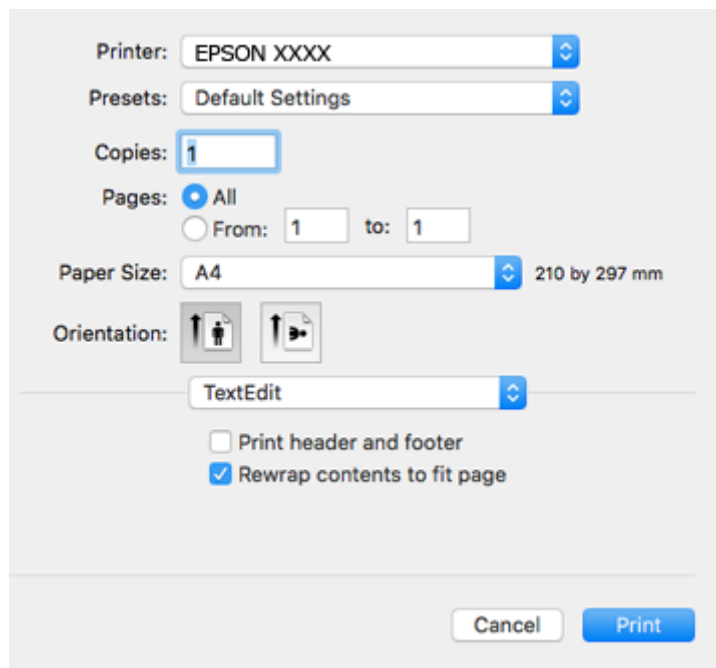 Printer: EPSON XXXX
Presets: Default Settings
Copies: 1
Pages: All
From: 1 to: 1
Paper Size: A4 210 by 297 mm
Orientation:
TextEdit
Print header and footer
Rewrap contents to fit page
Cancel Print